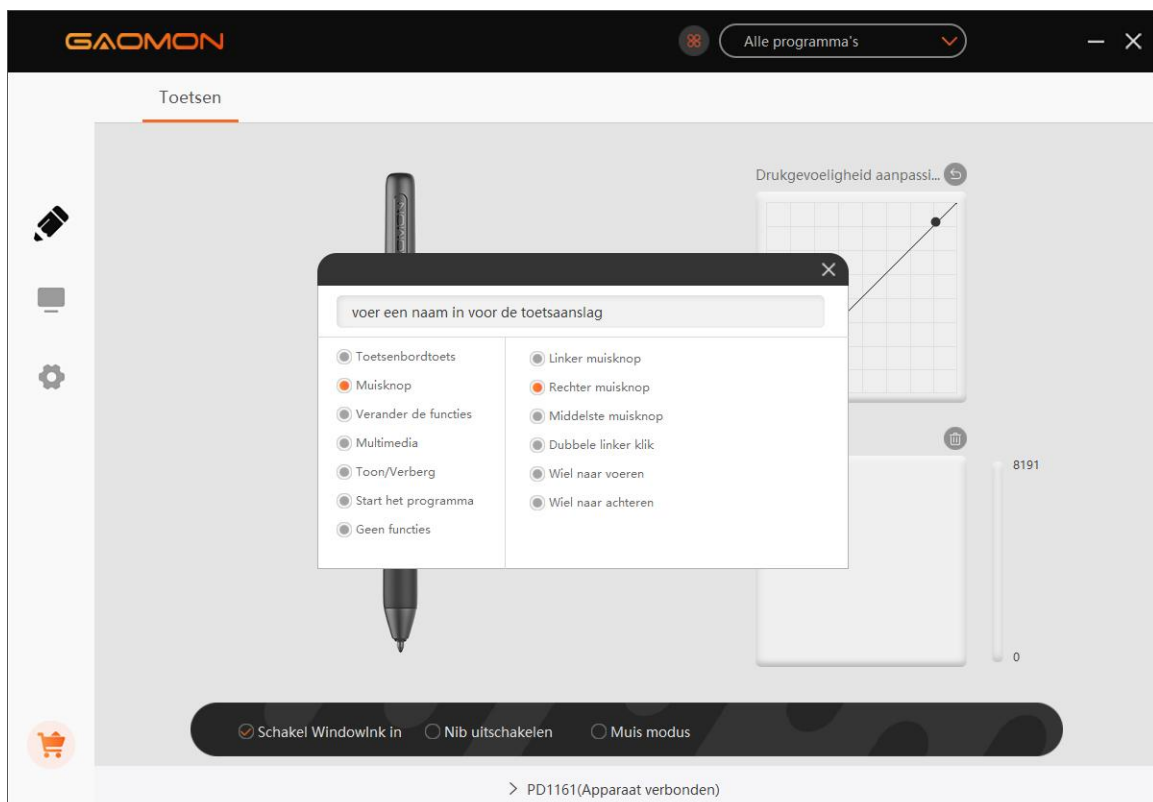 GAOMON
Alle programma's
Toetsen
Drukgevoeligheid aanpassi...
voer een naam in voor de toetsaanslag
Toetsenbordtoets
Muisknop
Verander de functies
Multimedia
Toon/Verberg
Start het programma
Geen functies
Linker muisknop
Rechter muisknop
Middelste muisknop
Dubbele linker klik
Wiel naar voeren
Wiel naar achteren
8191
0
Schakel WindowInk in
Nib uitschakelen
Muis modus
PD1161(Apparaat verbonden)